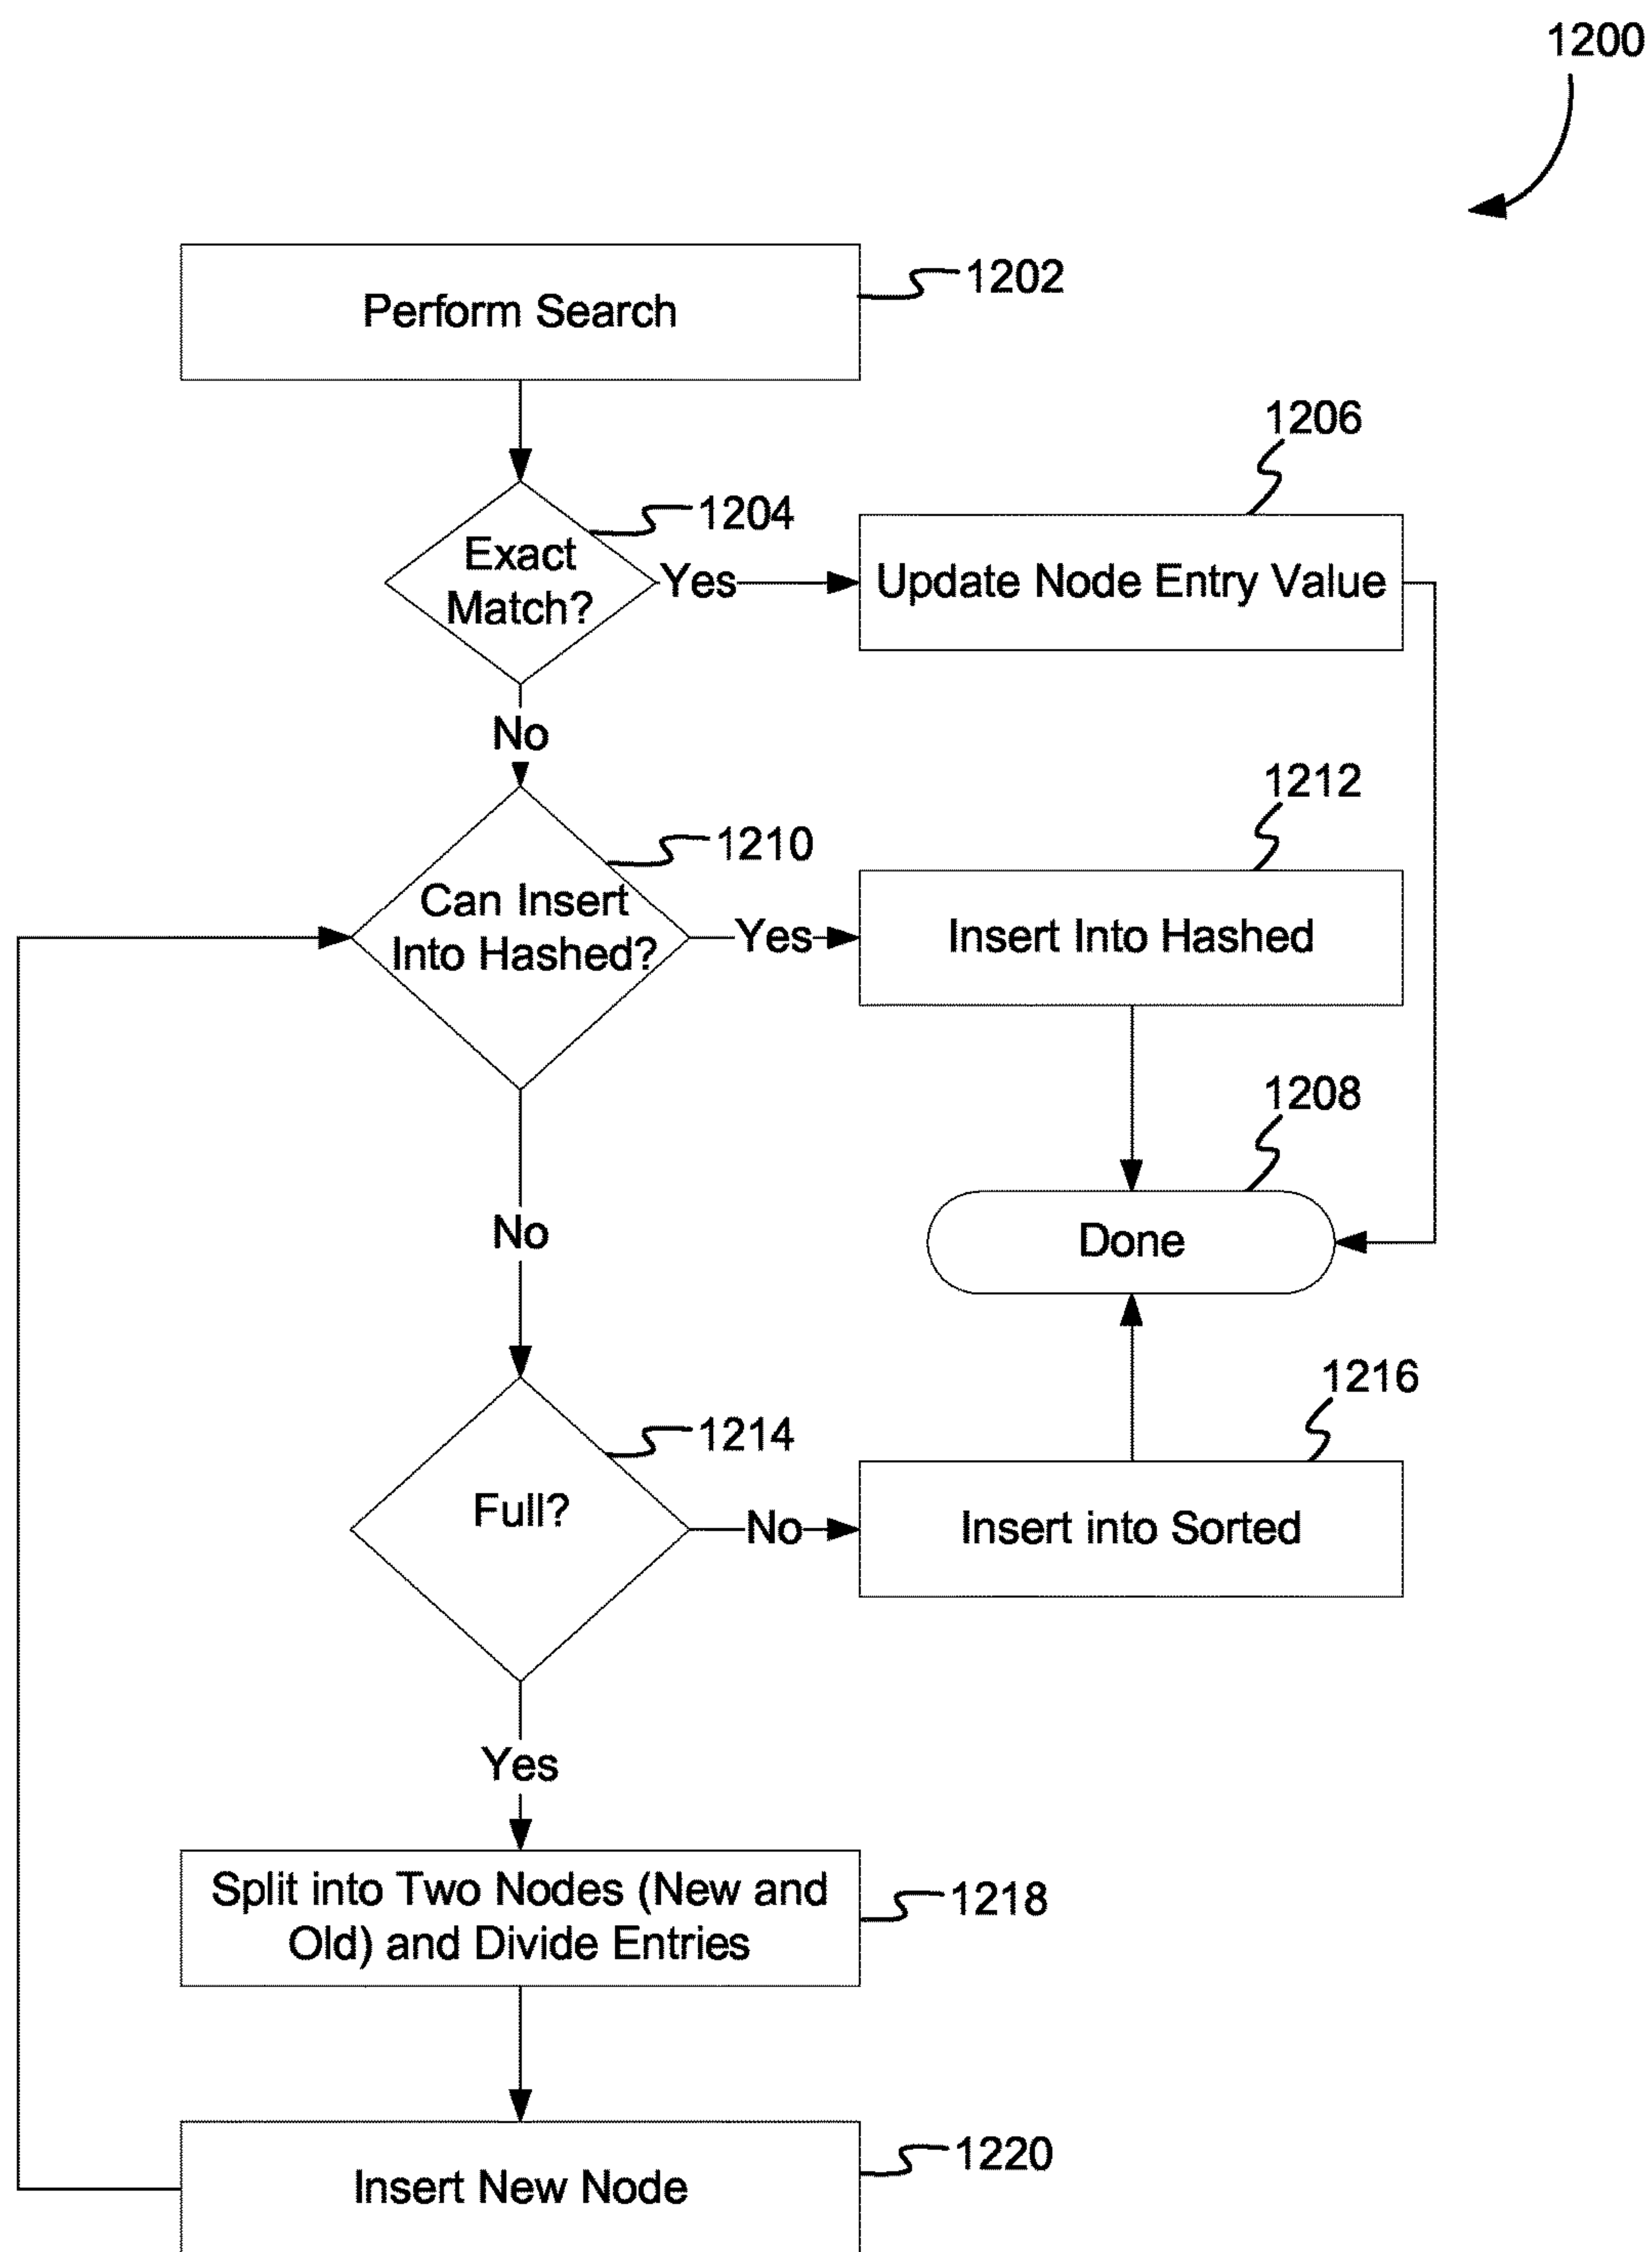 1200
Perform Search
1202
1206
1204
Exact
Match?
Yes
Update Node Entry Value
No
1212
1210
Can Insert
Into Hashed?
Yes
Insert Into Hashed
1208
No
Done
1216
1214
Full?
No
Insert into Sorted
Yes
Split into Two Nodes (New and
Old) and Divide Entries
1218
1220
Insert New Node